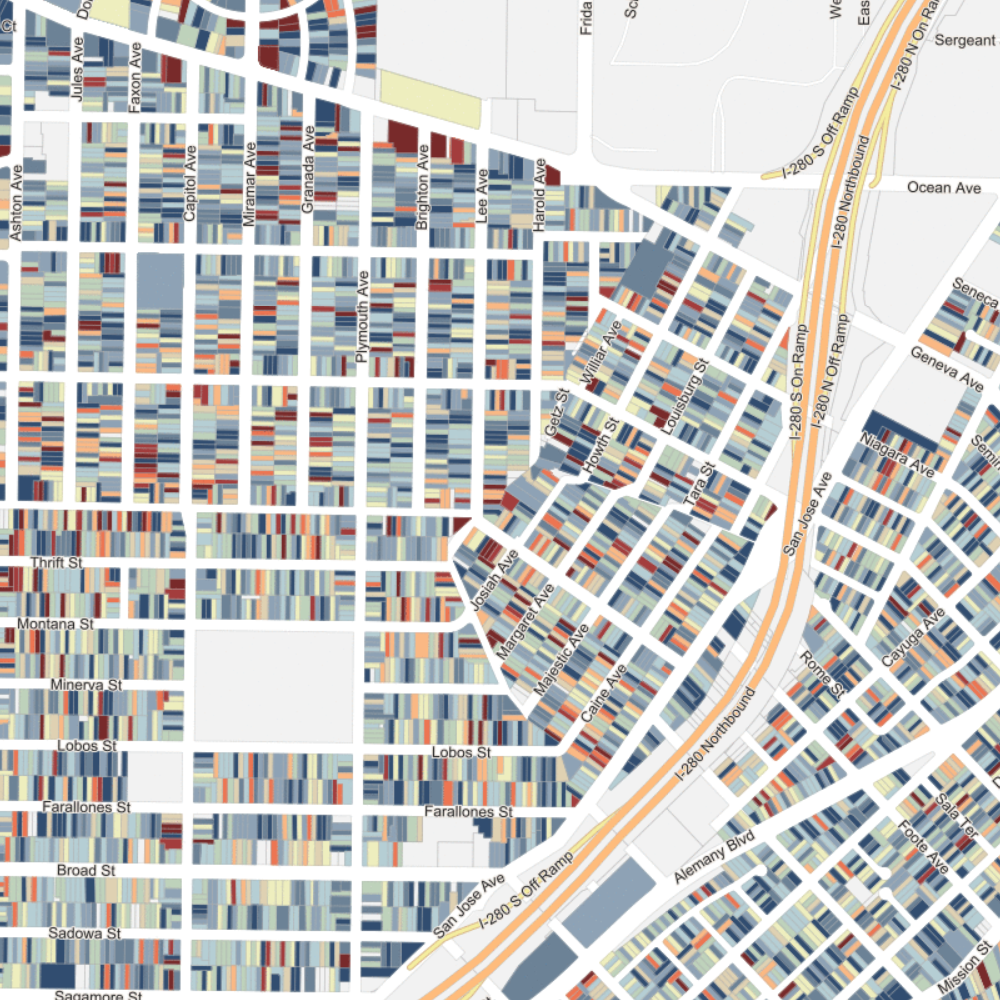 Ct
Jules Ave
Faxon Ave
I-280 N On Ra
Sergeant
I-280 S Off Ramp
Ashton Ave
Capitol Ave
Miramar Ave
Granada Ave
Brighton Ave
Lee Ave
Harold Ave
I-280 Northbound
Ocean Ave
Plymouth Ave
Seneca
Williar Ave
Louisburg St
I-280 S On Ramp
I-280 N Off Ramp
Geneva Ave
Getz St
Howth St
Niagara Ave
Tara St
San Jose Ave
Thrift St
Josiah Ave
Margaret Ave
Montana St
Majestic Ave
Cayuga Ave
Rome St
Minerva St
Caine Ave
Lobos St
Lobos St
I-280 Northbound
Farallones St
Farallones St
Sala Ter
Foote Ave
Alemany Blvd
Broad St
San Jose Ave
I-280 S Off Ramp
Sadowa St
Mission St
Sagamore St